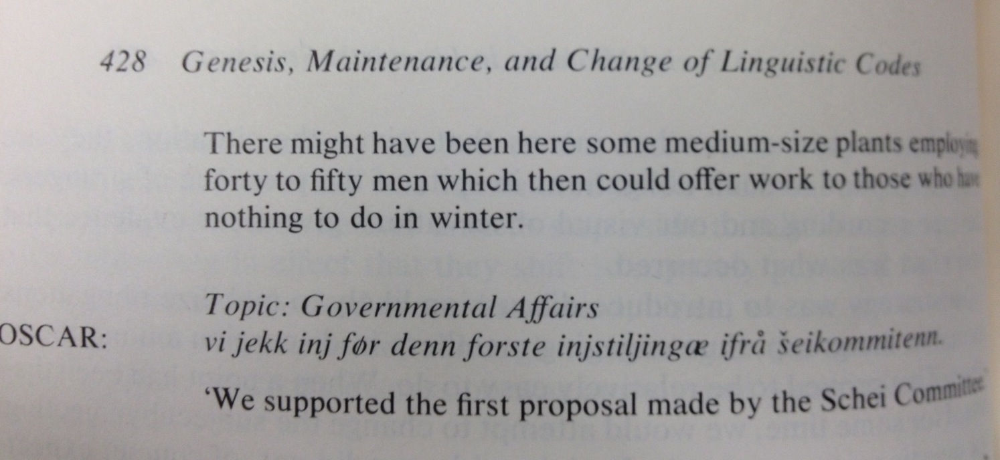 428 Genesis, Maintenance, and Change of Linguistic Codes
There might have been here some medium-size plants employing
forty to fifty men which then could offer work to those who have
nothing to do in winter.
Topic: Governmental Affairs
OSCAR: vi jekk inj før denn forste injstiljingæ ifrå šeikommitenn.
‘We supported the first proposal made by the Schei Committee